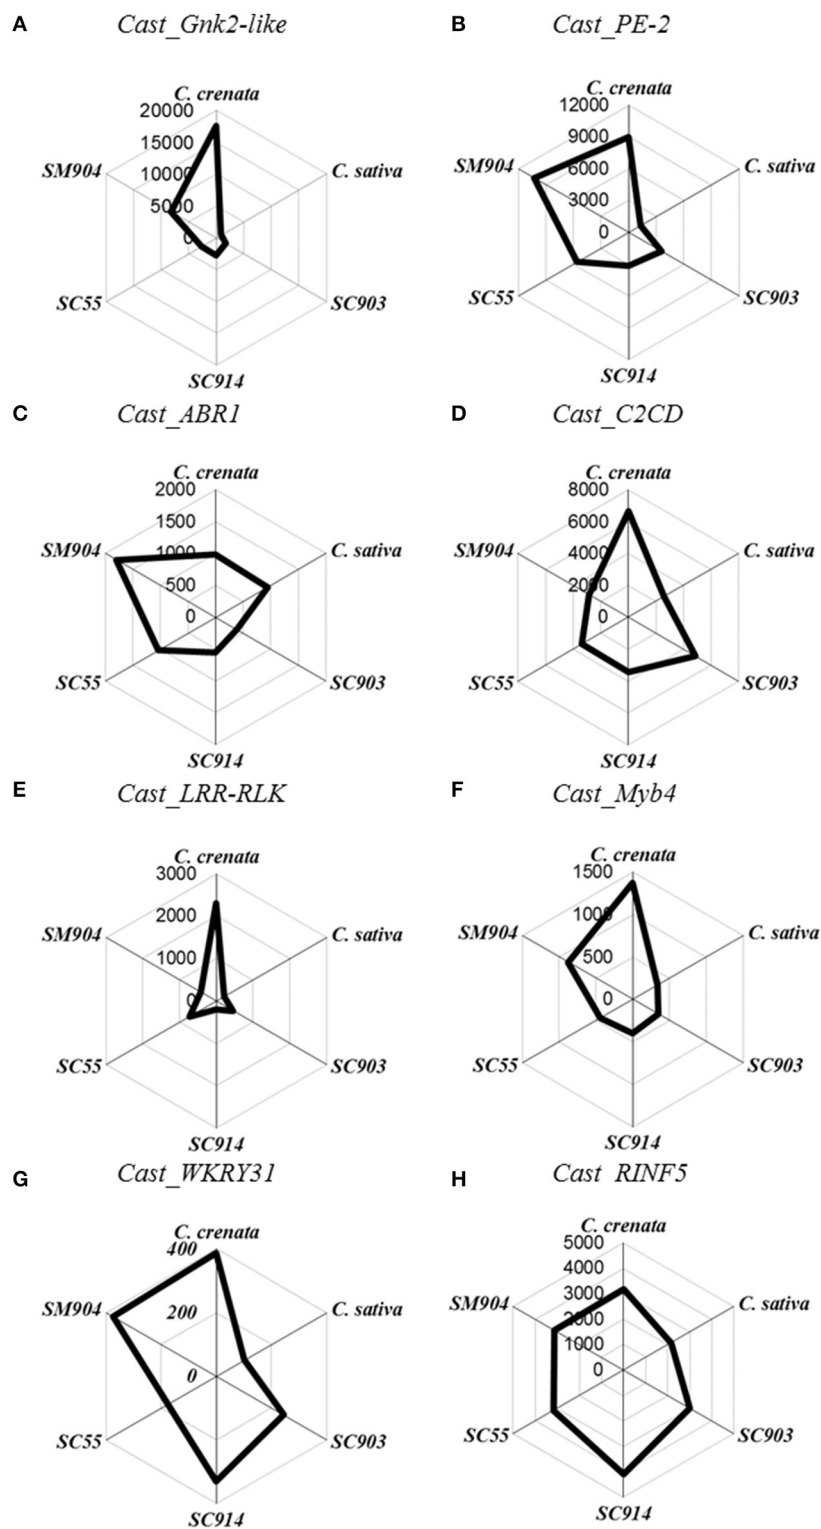 A Cast_Gnk2-like
C. crenata
20000
15000
10000
5000
0
SM904 C. sativa
SC55 SC903
SC914
B Cast_PE-2
C. crenata
12000
9000
6000
3000
0
SM904 C. sativa
SC55 SC903
SC914
C Cast_ABR1
C. crenata
2000
1500
1000
500
0
SM904 C. sativa
SC55 SC903
SC914
D Cast_C2CD
C. crenata
8000
6000
4000
2000
0
SM904 C. sativa
SC55 SC903
SC914
E Cast_LRR-RLK
C. crenata
3000
2000
1000
0
SM904 C. sativa
SC55 SC903
SC914
F Cast_Myb4
C. crenata
1500
1000
500
0
SM904 C. sativa
SC55 SC903
SC914
G Cast_WKRY31
C. crenata
400
200
0
SM904 C. sativa
SC55 SC903
SC914
H Cast RINF5
C. crenata
5000
4000
3000
2000
1000
0
SM904 C. sativa
SC55 SC903
SC914